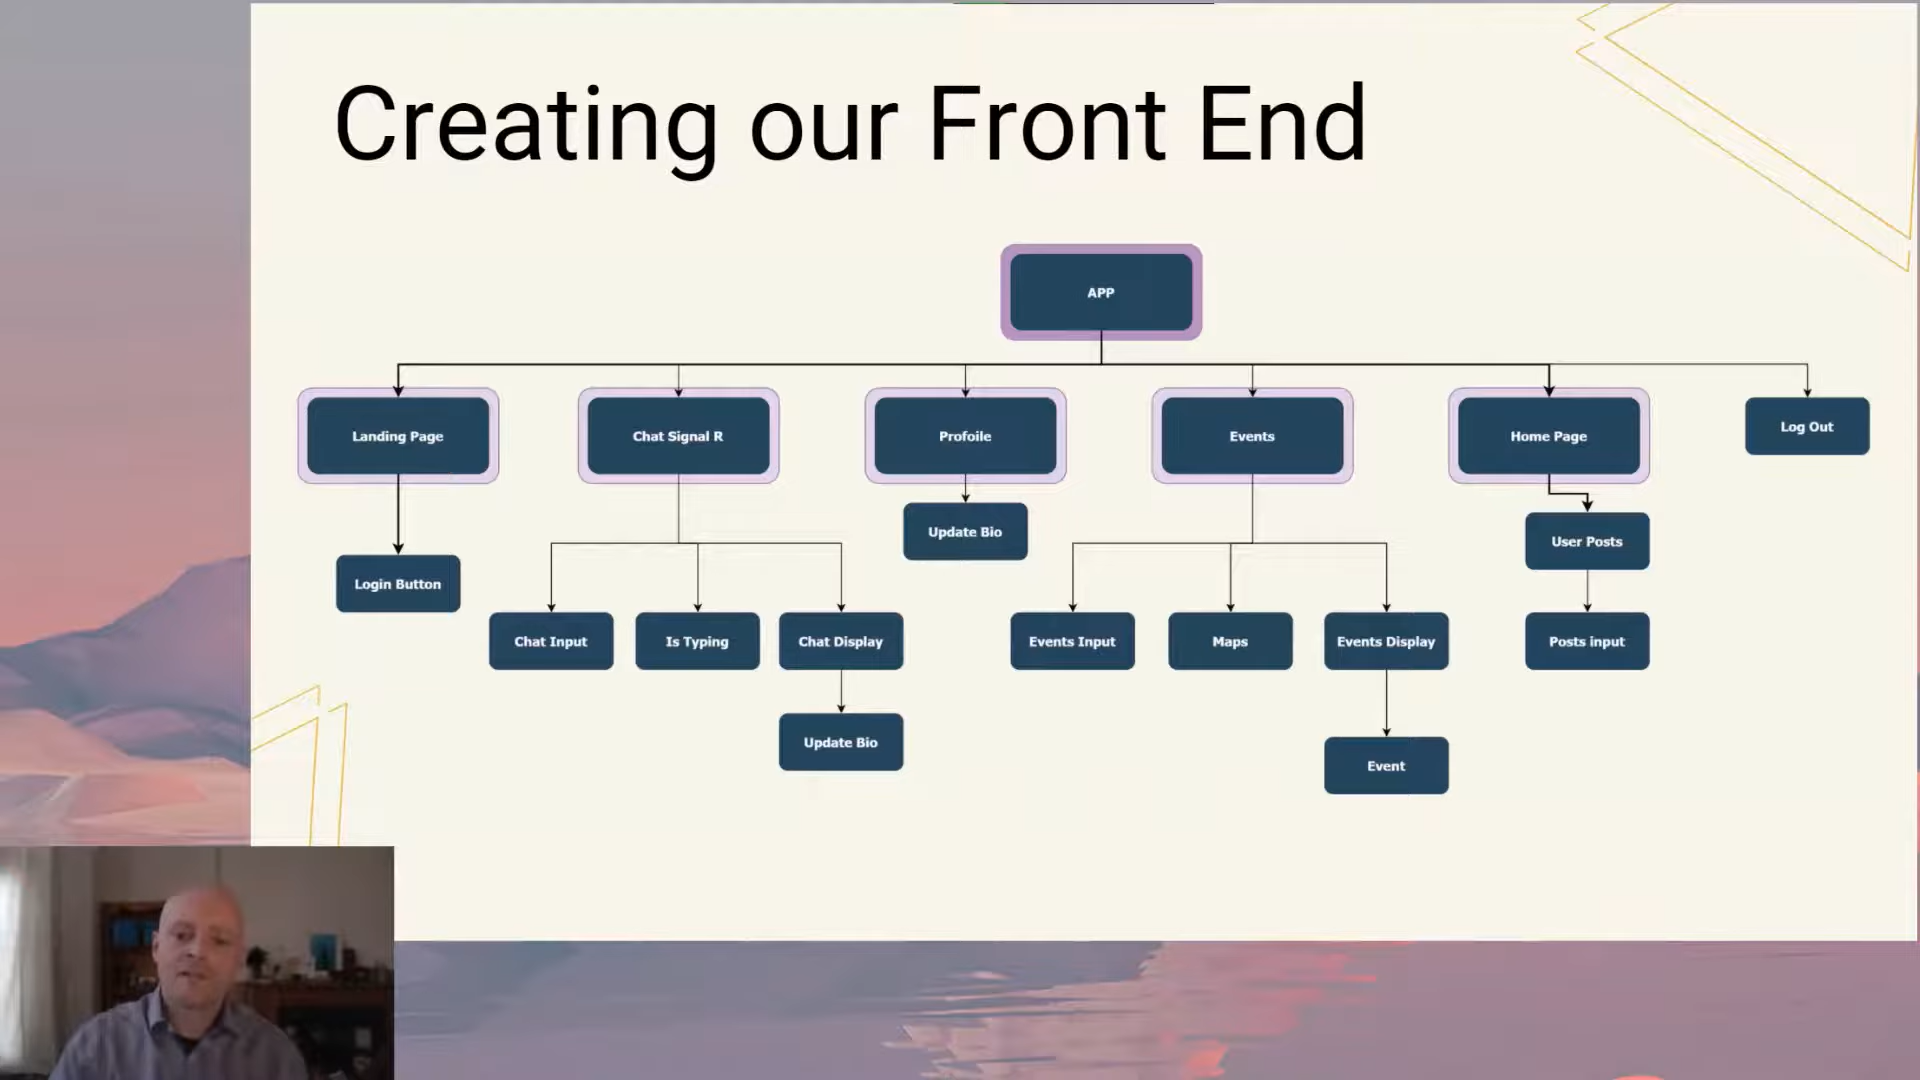 Creating our Front End
APP
Landing Page
Chat Signal R
Profoile
Events
Home Page
Log Out
Update Bio
User Posts
Login Button
Chat Input
Is Typing
Chat Display
Events Input
Maps
Events Display
Posts input
Update Bio
Event